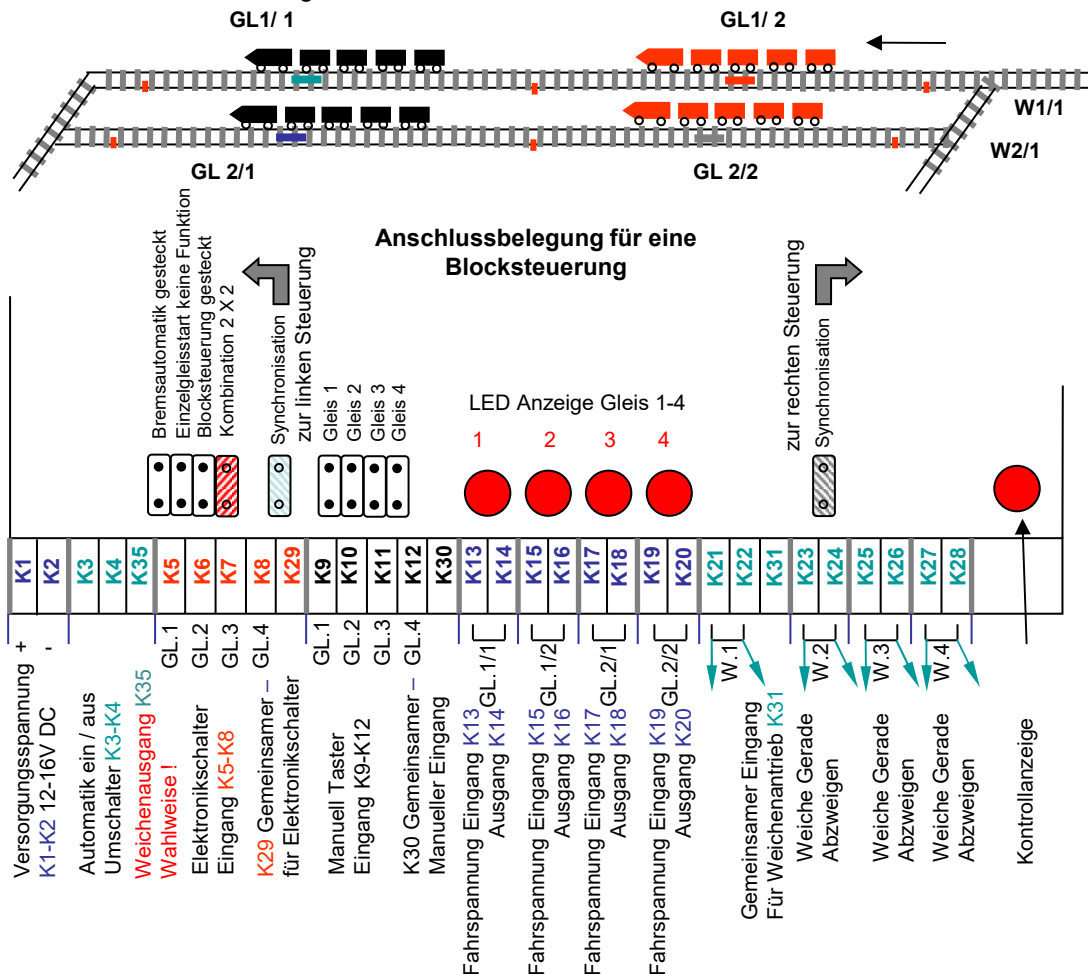 GL1/ 1
GL1/ 2
W1/1
W2/1
GL 2/1
GL 2/2
Anschlussbelegung für eine
Blocksteuerung
Bremsautomatik gesteckt
Einzelgleisstart keine Funktion
Blocksteuerung gesteckt
Kombination 2 X 2
Synchronisation
zur linken Steuerung
Gleis 1
Gleis 2
Gleis 3
Gleis 4
LED Anzeige Gleis 1-4
1
2
3
4
zur rechten Steuerung
Synchronisation
K1
K2
K3
K4
K35
K5
K6
K7
K8
K29
K9
K10
K11
K12
K30
K13
K14
K15
K16
K17
K18
K19
K20
K21
K22
K31
K23
K24
K25
K26
K27
K28
Versorgungsspannung +
K1-K2 12-16V DC -
Automatik ein / aus
Umschalter K3-K4
Weichenausgang K35
Wahlweise !
GL.1
GL.2
GL.3
GL.4
Elektronikschalter
Eingang K5-K8
K29 Gemeinsamer –
für Elektronikschalter
GL.1
GL.2
GL.3
GL.4
Manuell Taster
Eingang K9-K12
K30 Gemeinsamer –
Manueller Eingang
GL.1/1
Fahrspannung Eingang K13
Ausgang K14
GL.1/2
Fahrspannung Eingang K15
Ausgang K16
GL.2/1
Fahrspannung Eingang K17
Ausgang K18
GL.2/2
Fahrspannung Eingang K19
Ausgang K20
W.1
Gemeinsamer Eingang
Für Weichenantrieb K31
W.2
Weiche Gerade
Abzweigen
W.3
Weiche Gerade
Abzweigen
W.4
Weiche Gerade
Abzweigen
Kontrollanzeige